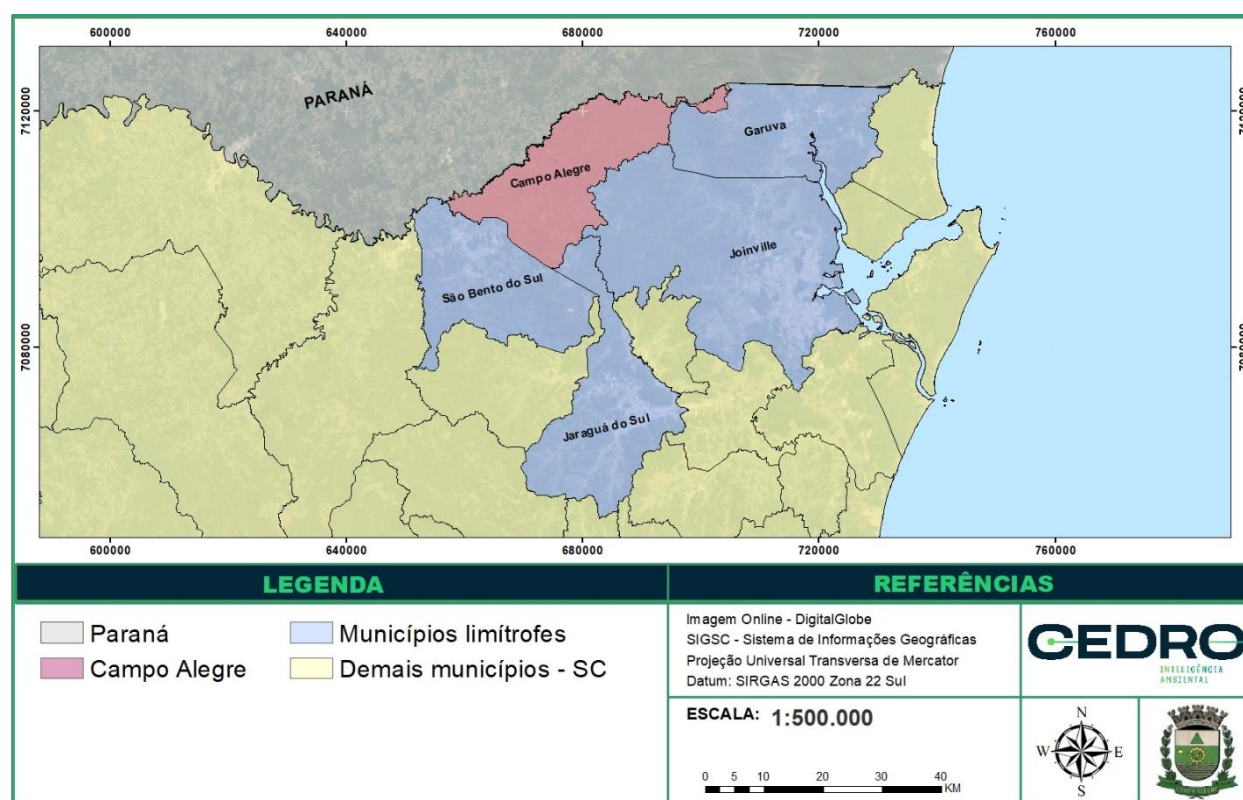 600000 640000 680000 720000 760000
7120000 7120000
7080000 7080000
PARANÁ
Garuva
Campo Alegre
Joinville
São Bento do Sul
Jaraguá do Sul
600000 640000 680000 720000 760000
LEGENDA
Paraná
Municípios limítrofes
Campo Alegre
Demais municípios - SC
REFERÊNCIAS
Imagem Online - DigitalGlobe
SIGSC - Sistema de Informações Geográficas
Projeção Universal Transversa de Mercator
Datum: SIRGAS 2000 Zona 22 Sul
CEDRO
INTELIGÊNCIA
AMBIENTAL
ESCALA: 1:500.000
0 5 10 20 30 40
KM
N
W E
S